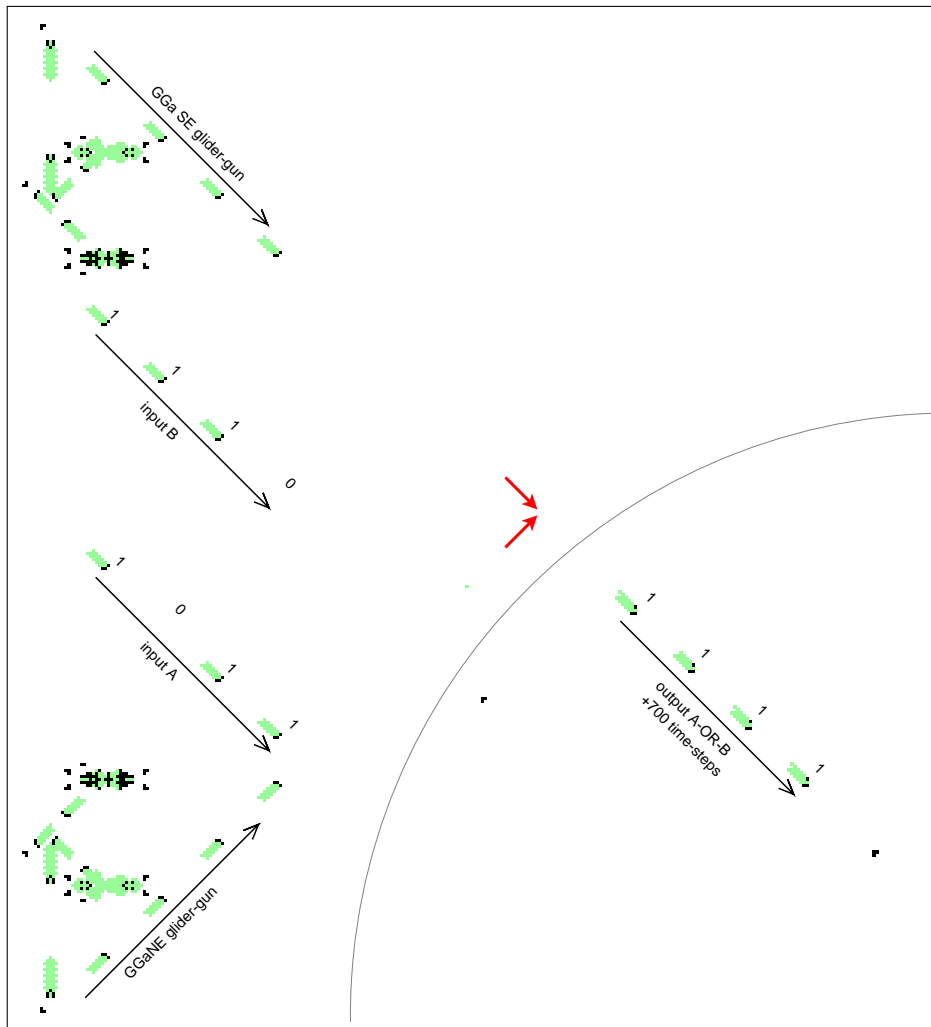 GGa SE glider-gun
1
1
input B
1
0
1
0
input A
1
1
1
1
output A-OR-B
+700 time-steps
1
1
GGaNE glider-gun